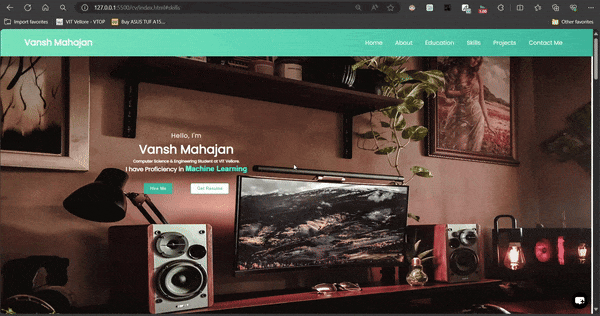 127.0.0.1:5500/cv/index.html#skills
Import favorites
VIT Vellore - VTOP
Buy ASUS TUF A15...
Other favorites
Vansh Mahajan
Home
About
Education
Skills
Projects
Contact Me
Hello, I'm
Vansh Mahajan
Computer Science & Engineering Student at VIT Vellore.
I have Proficiency in Machine Learning
Hire Me
Get Resume